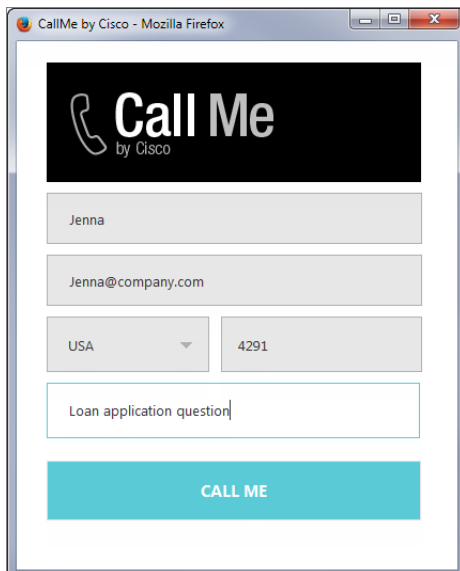 CallMe by Cisco - Mozilla Firefox
Call Me
by Cisco
Jenna
Jenna@company.com
USA 4291
Loan application question
CALL ME